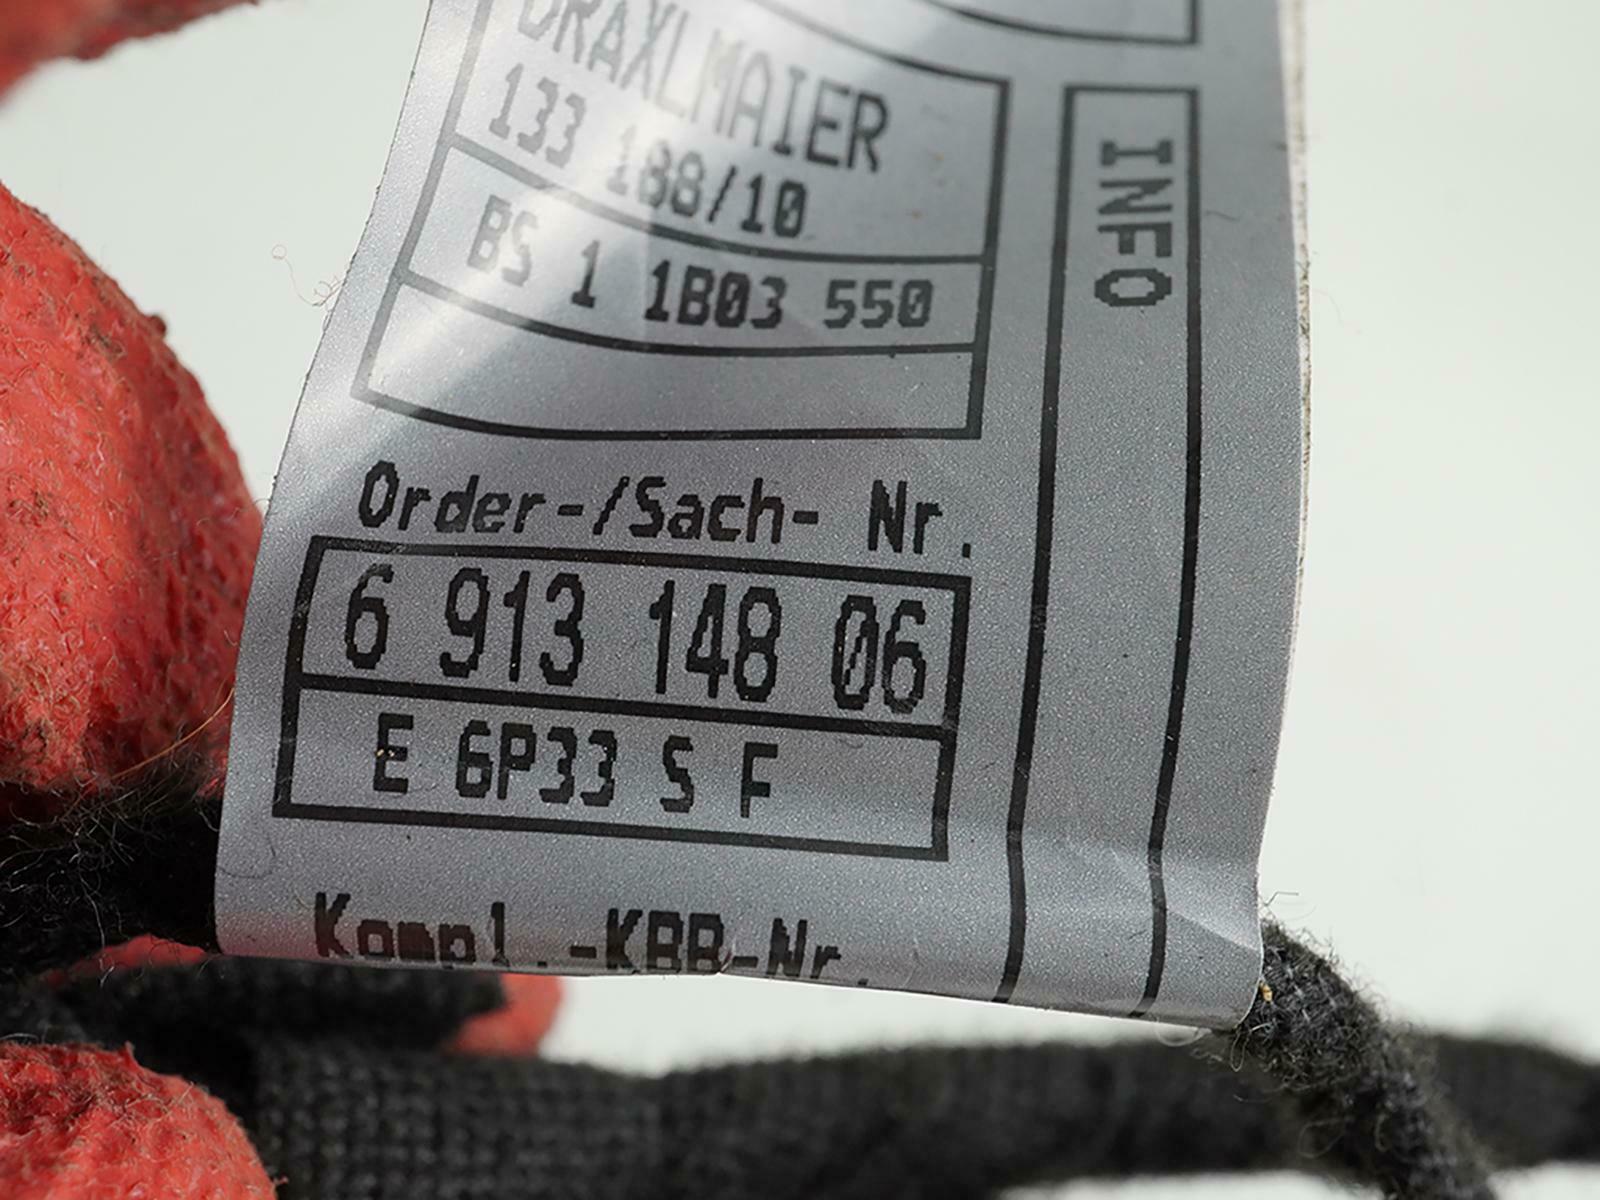 DRAXLMAIER
133 188/10
BS 1 1B03 550
INFO
Order-/Sach- Nr.
6 913 148 06
E 6P33 S F
Kompl.-KBB-Nr.